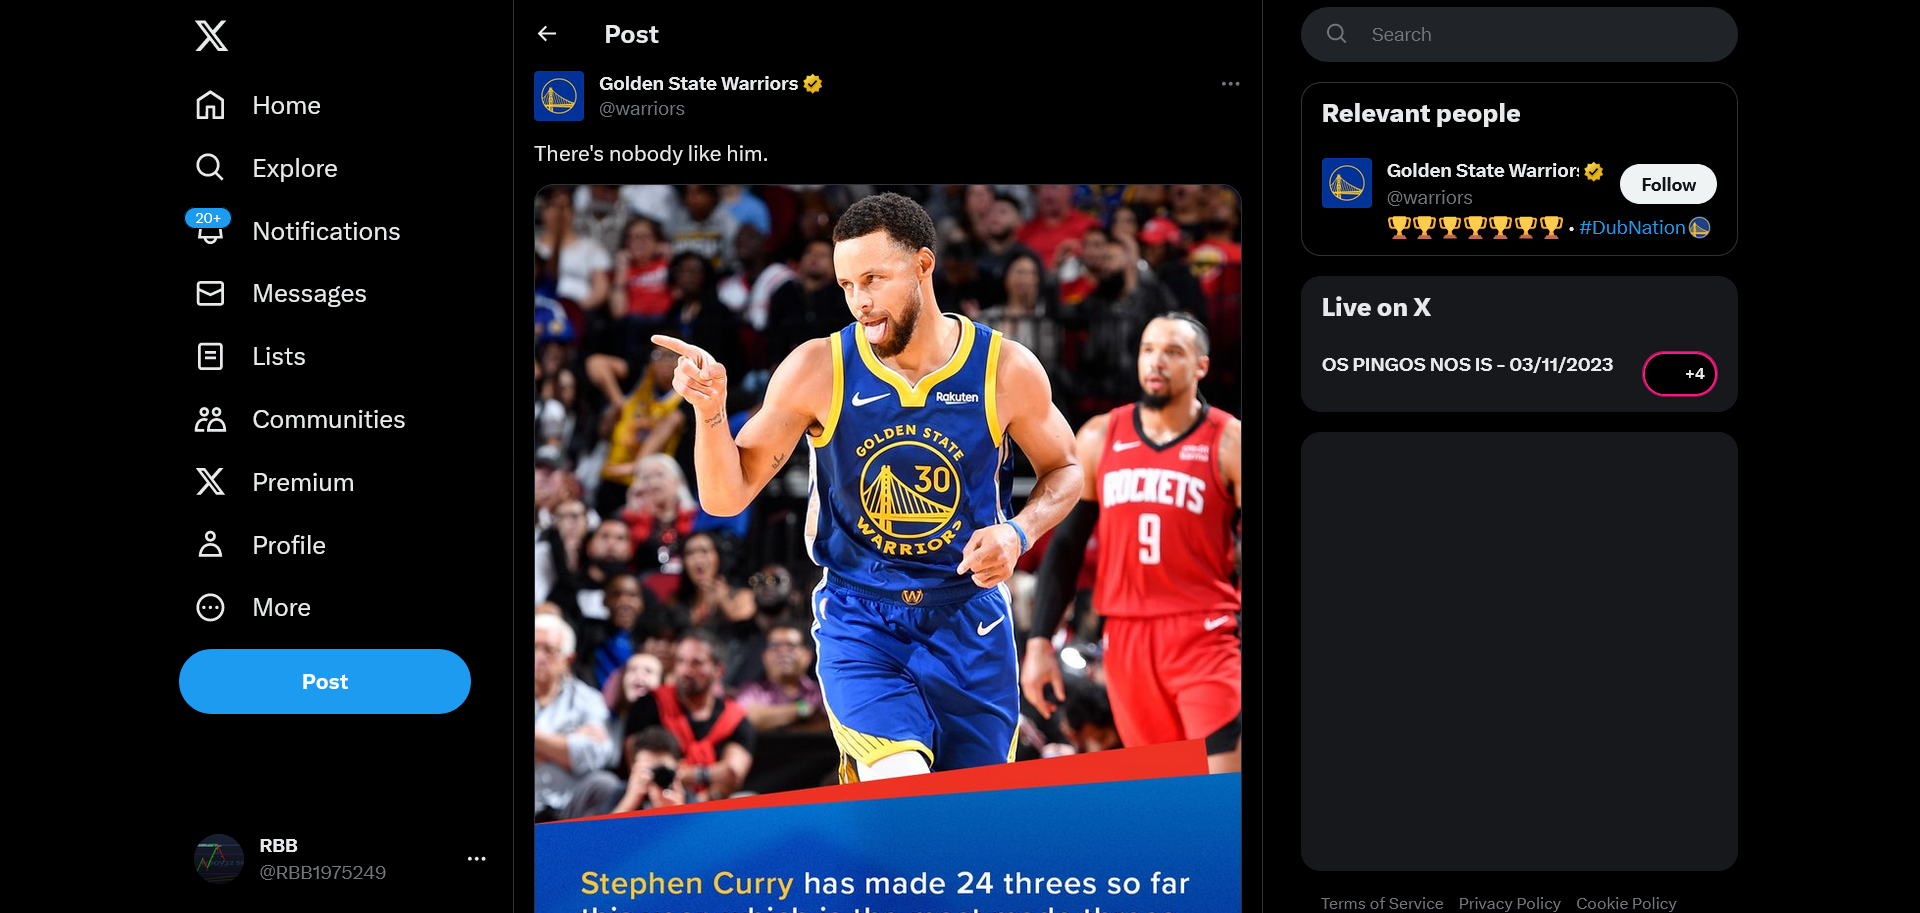 Home
Explore
20+
Notifications
Messages
Lists
Communities
Premium
Profile
More
Post
RBB
@RBB1975249
Post
Golden State Warriors
@warriors
There's nobody like him.
Rakuten
GOLDEN STATE
30
WARRIORS
ROCKETS
9
Stephen Curry has made 24 threes so far
Search
Relevant people
Golden State Warriors
@warriors
Follow
• #DubNation
Live on X
OS PINGOS NOS IS - 03/11/2023
+4
Terms of Service Privacy Policy Cookie Policy